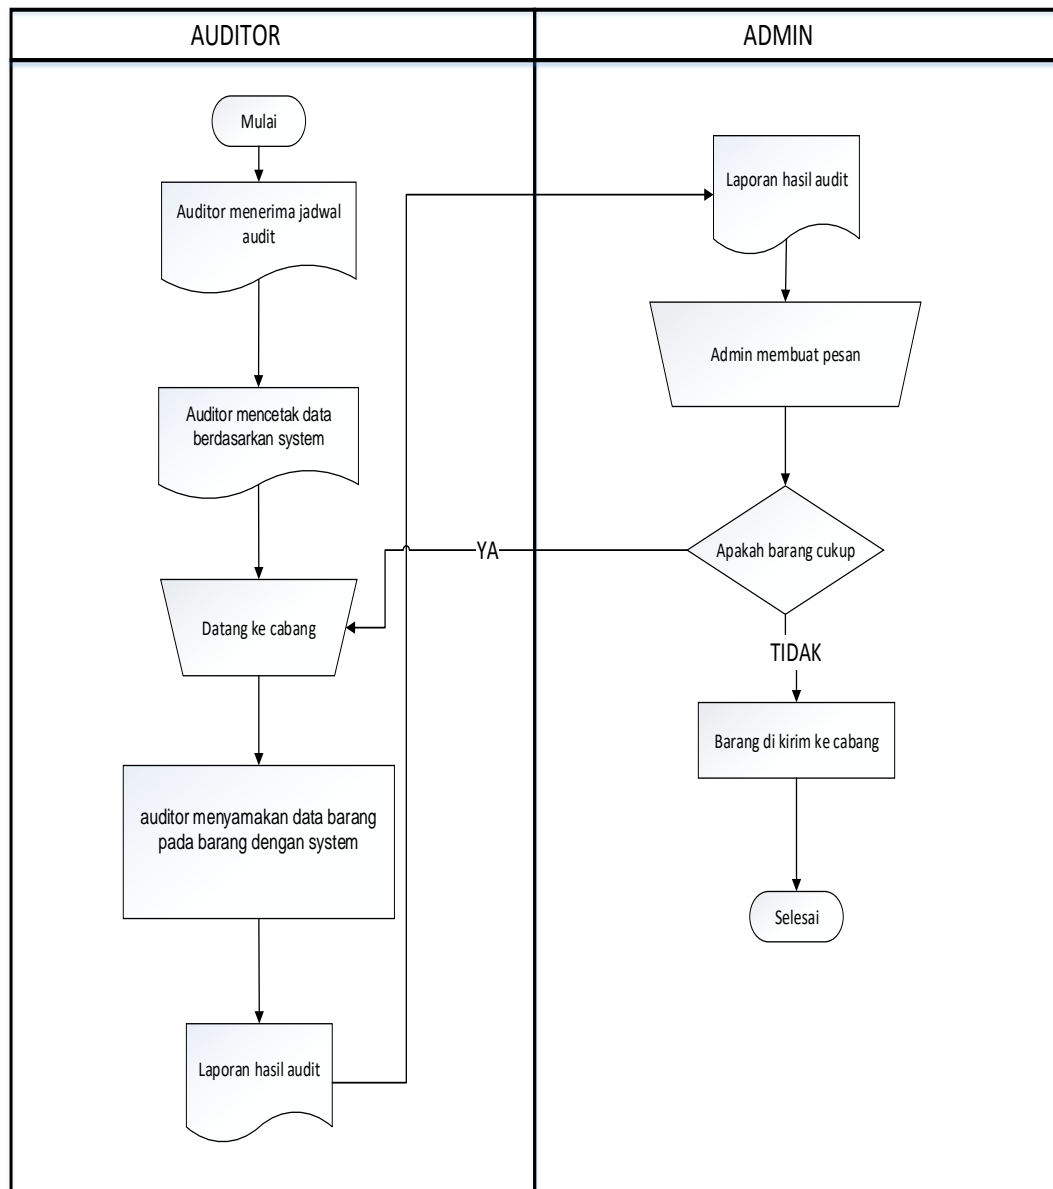 AUDITOR
ADMIN
Mulai
Auditor menerima jadwal
audit
Auditor mencetak data
berdasarkan system
Datang ke cabang
auditor menyamakan data barang
pada barang dengan system
Laporan hasil audit
Laporan hasil audit
Admin membuat pesan
Apakah barang cukup
YA
TIDAK
Barang di kirim ke cabang
Selesai